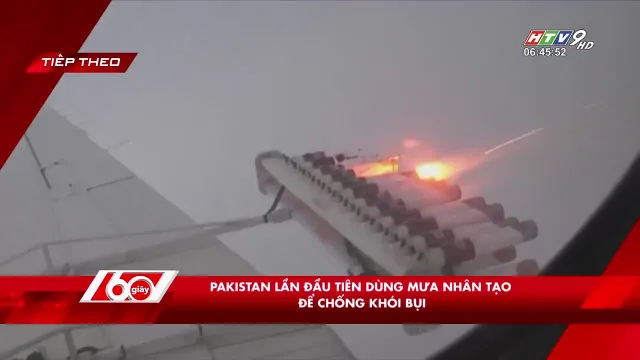 TIẾP THEO
HTV9 HD
06:45:52
60 giây
PAKISTAN LẦN ĐẦU TIÊN DÙNG MƯA NHÂN TẠO
ĐỂ CHỐNG KHÓI BỤI